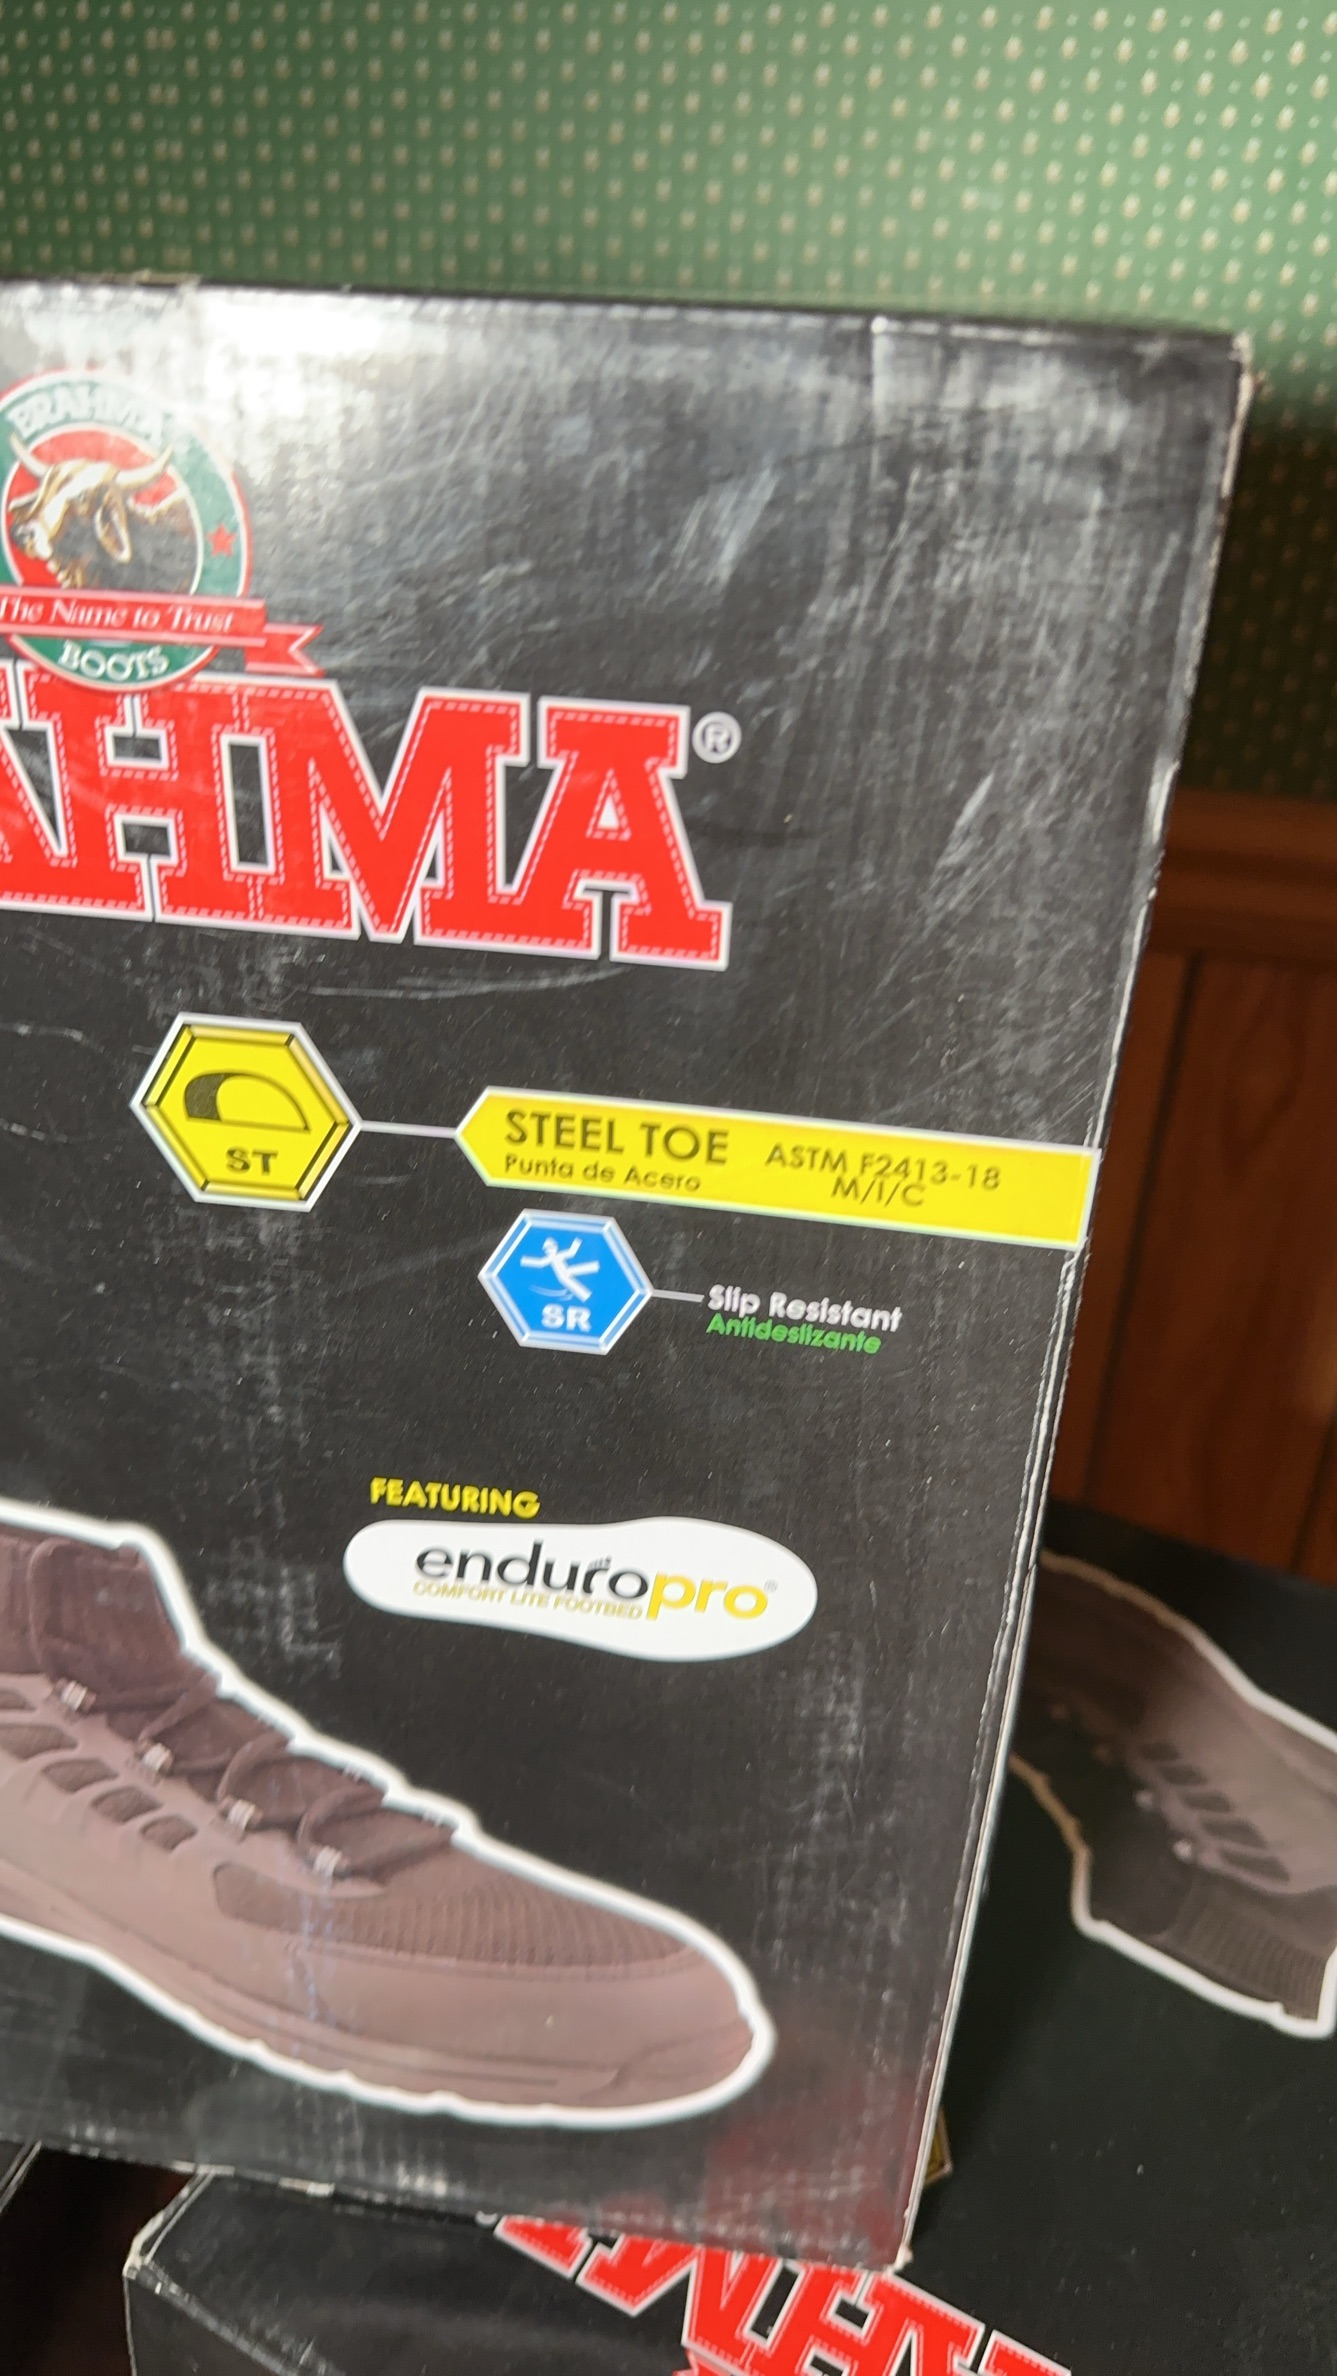 BRAHMA
The Name to Trust
BOOTS
AHMA®
ST
STEEL TOE ASTM F2413-18
Punta de Acero M/I/C
SR
Slip Resistant
Antideslizante
FEATURING
enduropro®
COMFORT LITE FOOTBED